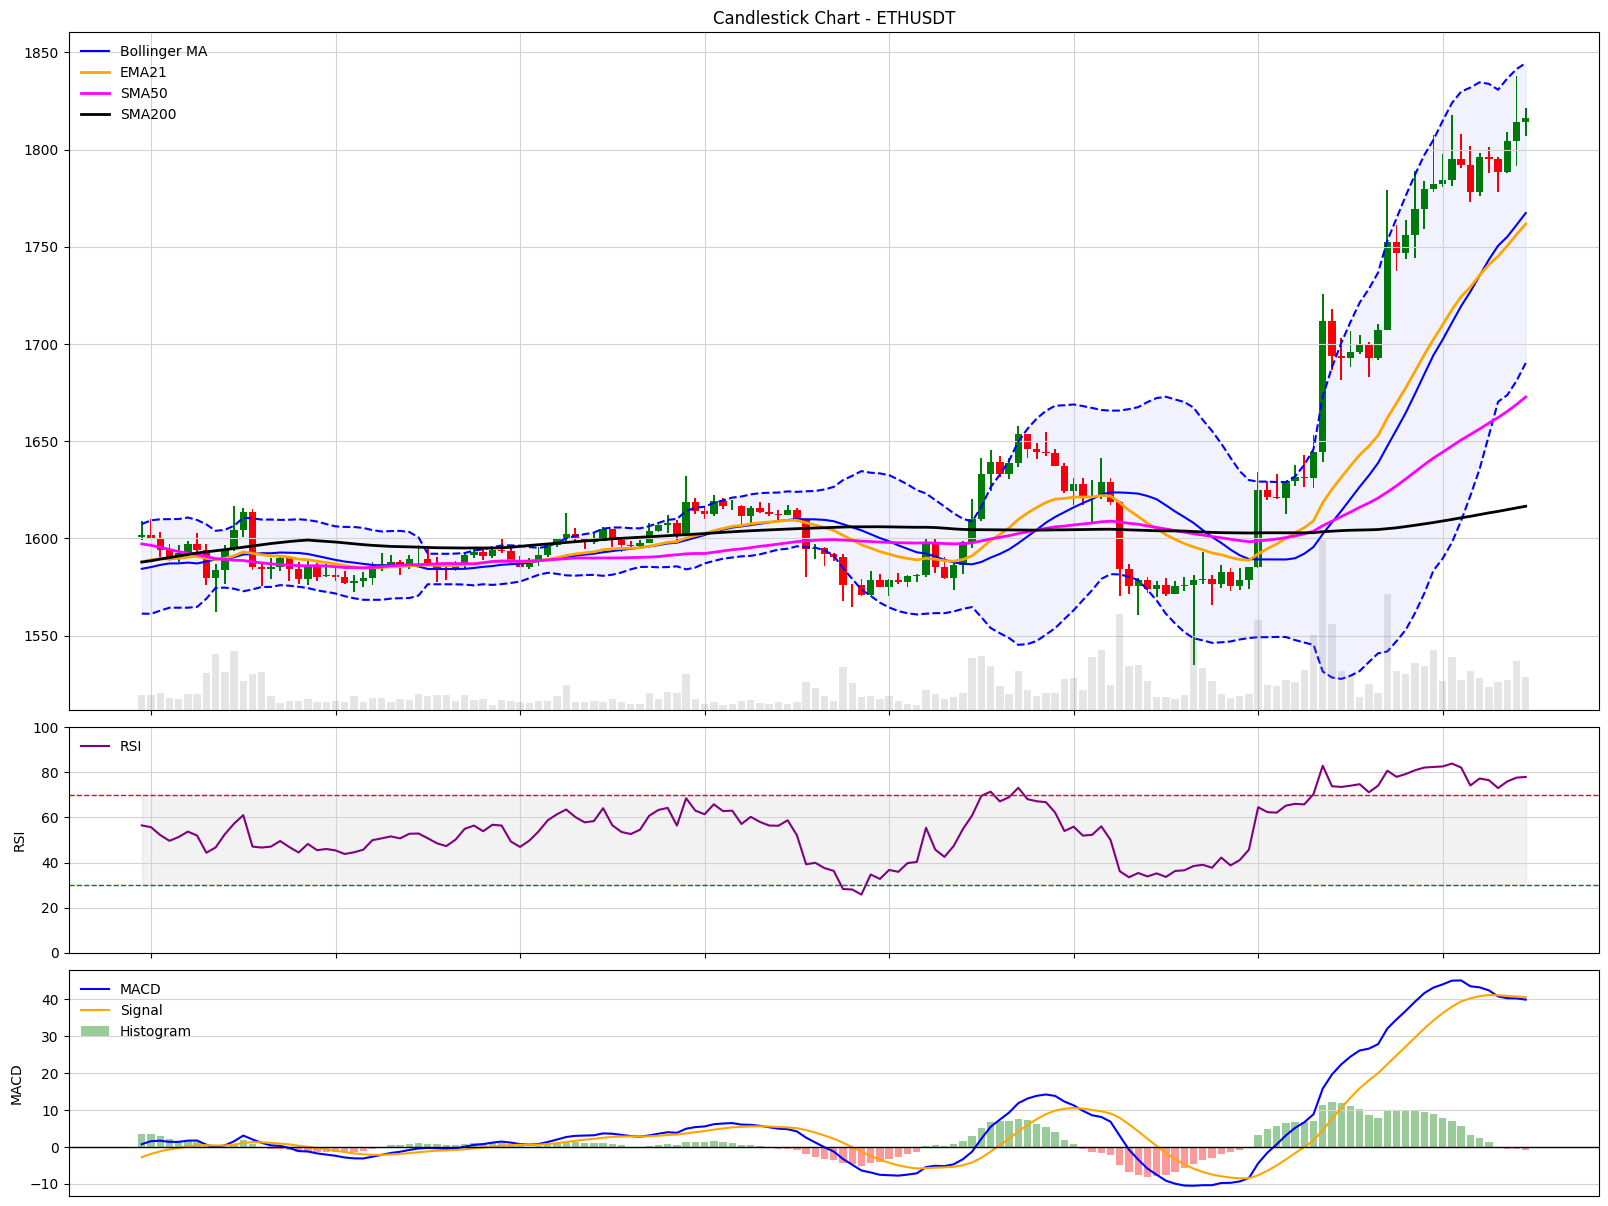 Candlestick Chart - ETHUSDT
Bollinger MA
EMA21
SMA50
SMA200
1850
1800
1750
1700
1650
1600
1550
RSI
RSI
100
80
60
40
20
0
MACD
Signal
Histogram
MACD
40
30
20
10
0
−10